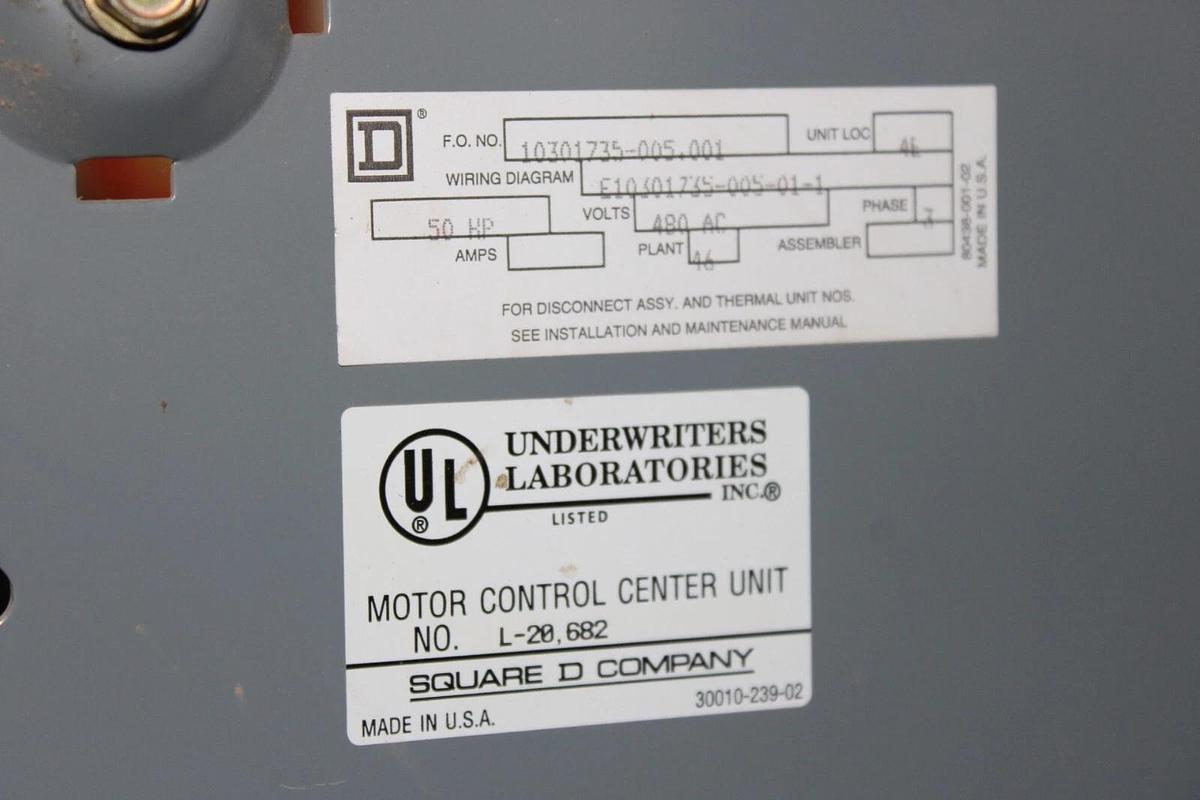 D ®
F.O. NO. 10301735-005.001 UNIT LOC 4E
WIRING DIAGRAM E10301735-005-01-1
50 HP VOLTS 480 AC PHASE 3
AMPS PLANT 46 ASSEMBLER
FOR DISCONNECT ASSY. AND THERMAL UNIT NOS.
SEE INSTALLATION AND MAINTENANCE MANUAL
80438-001-02
MADE IN U.S.A.
UL ®
UNDERWRITERS
LABORATORIES
INC.®
LISTED
MOTOR CONTROL CENTER UNIT
NO. L-20,682
SQUARE D COMPANY
30010-239-02
MADE IN U.S.A.